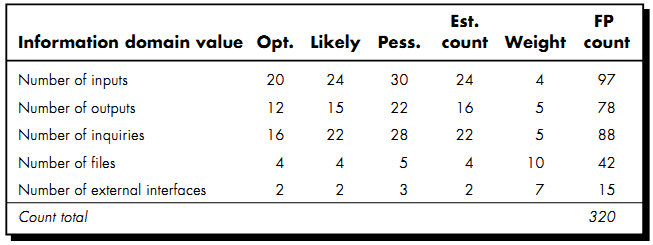 Information domain value Opt. Likely Pess. Est. count Weight FP count
Number of inputs 20 24 30 24 4 97
Number of outputs 12 15 22 16 5 78
Number of inquiries 16 22 28 22 5 88
Number of files 4 4 5 4 10 42
Number of external interfaces 2 2 3 2 7 15
Count total 320